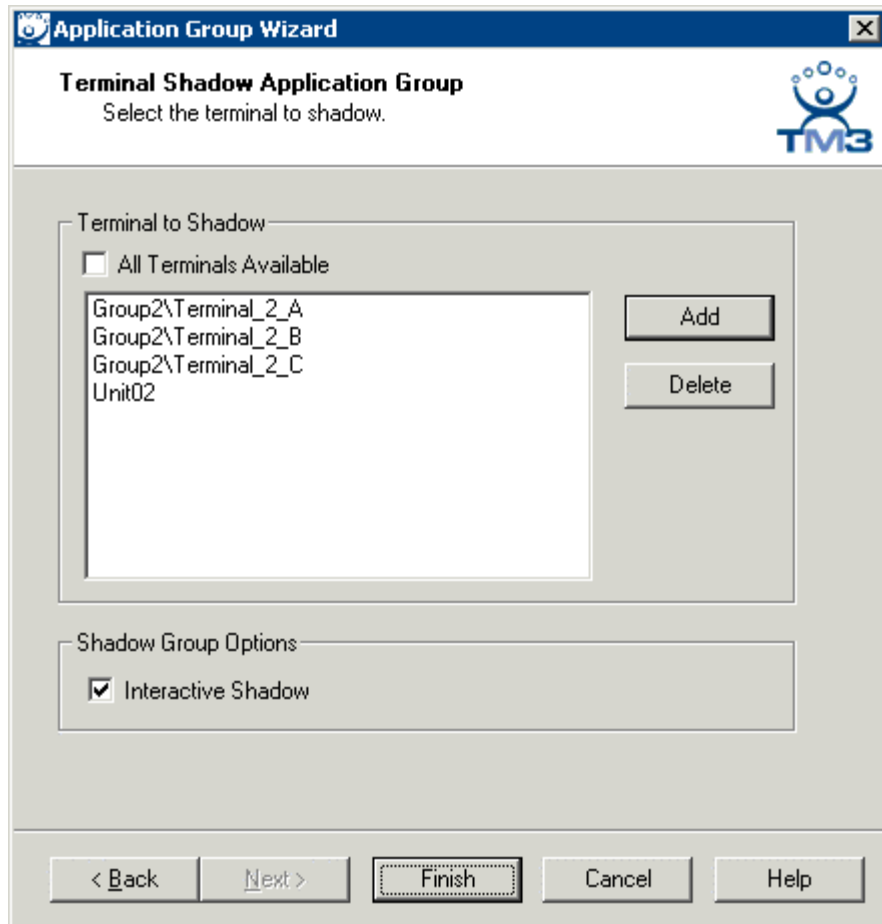 Application Group Wizard
Terminal Shadow Application Group
Select the terminal to shadow.
TM3
Terminal to Shadow
All Terminals Available
Group2\Terminal_2_A
Group2\Terminal_2_B
Group2\Terminal_2_C
Unit02
Add
Delete
Shadow Group Options
Interactive Shadow
< Back
Next >
Finish
Cancel
Help